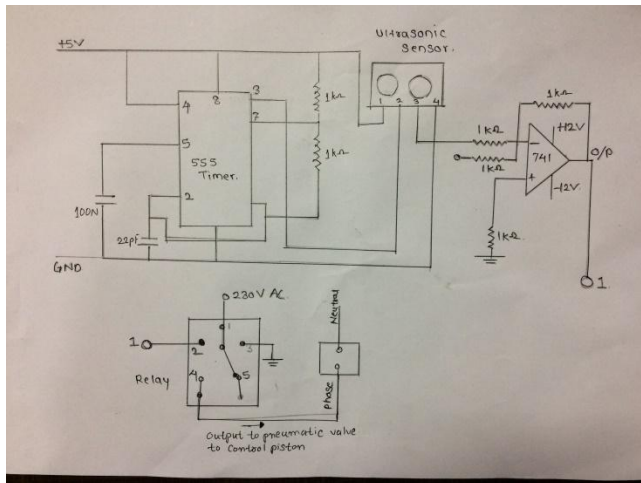 Ultrasonic
Sensor.
+5V
3
8
4
7
1kΩ
1 2 3 4
1kΩ
+12V
5
1kΩ
1kΩ
-
741
O/P
555
Timer.
1kΩ
+
-12V
2
100N
22pf
1kΩ
GND
1
230V AC
Neutral
1
1
2
3
4
5
Relay
Phase
Output to pneumatic valve
to control piston